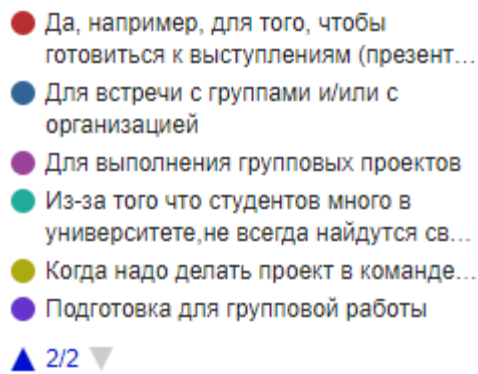 Да, например, для того, чтобы
готовиться к выступлениям (презент…
Для встречи с группами и/или с
организацией
Для выполнения групповых проектов
Из-за того что студентов много в
университете,не всегда найдутся св…
Когда надо делать проект в команде…
Подготовка для групповой работы
2/2